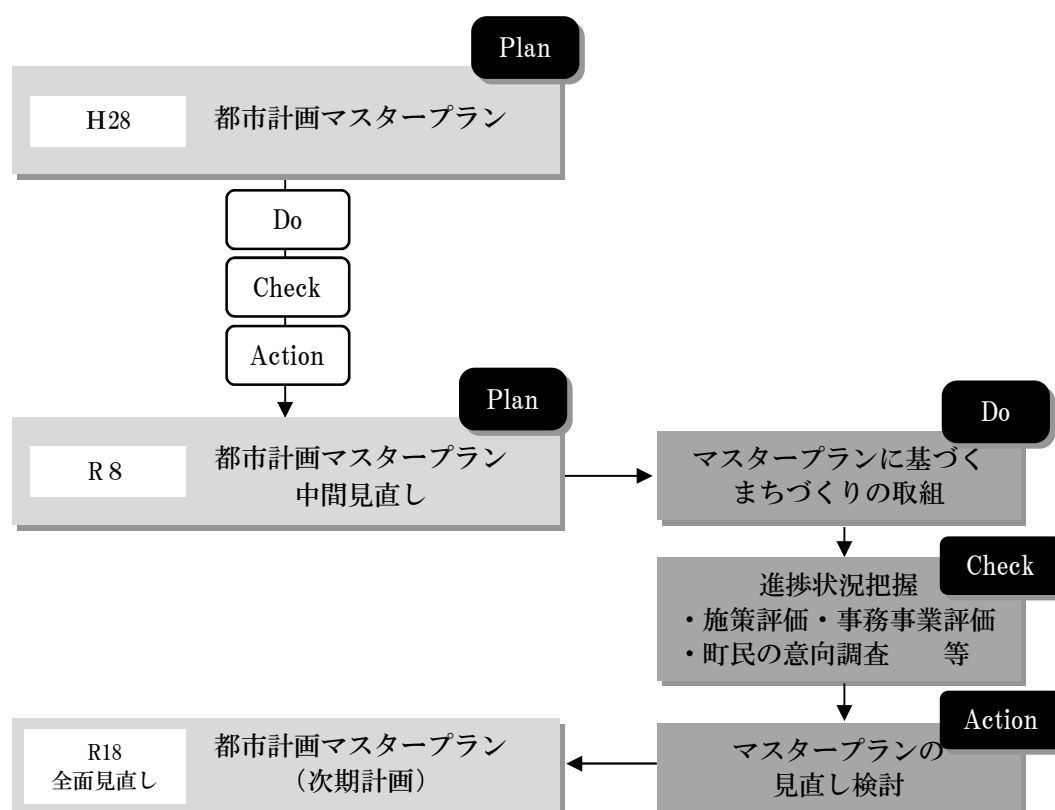 Plan
H28
都市計画マスタープラン
Do
Check
Action
Plan
R 8
都市計画マスタープラン
中間見直し
Do
マスタープランに基づく
まちづくりの取組
Check
進捗状況把握
・施策評価・事務事業評価
・町民の意向調査　　等
Action
マスタープランの
見直し検討
R18
全面見直し
都市計画マスタープラン
（次期計画）